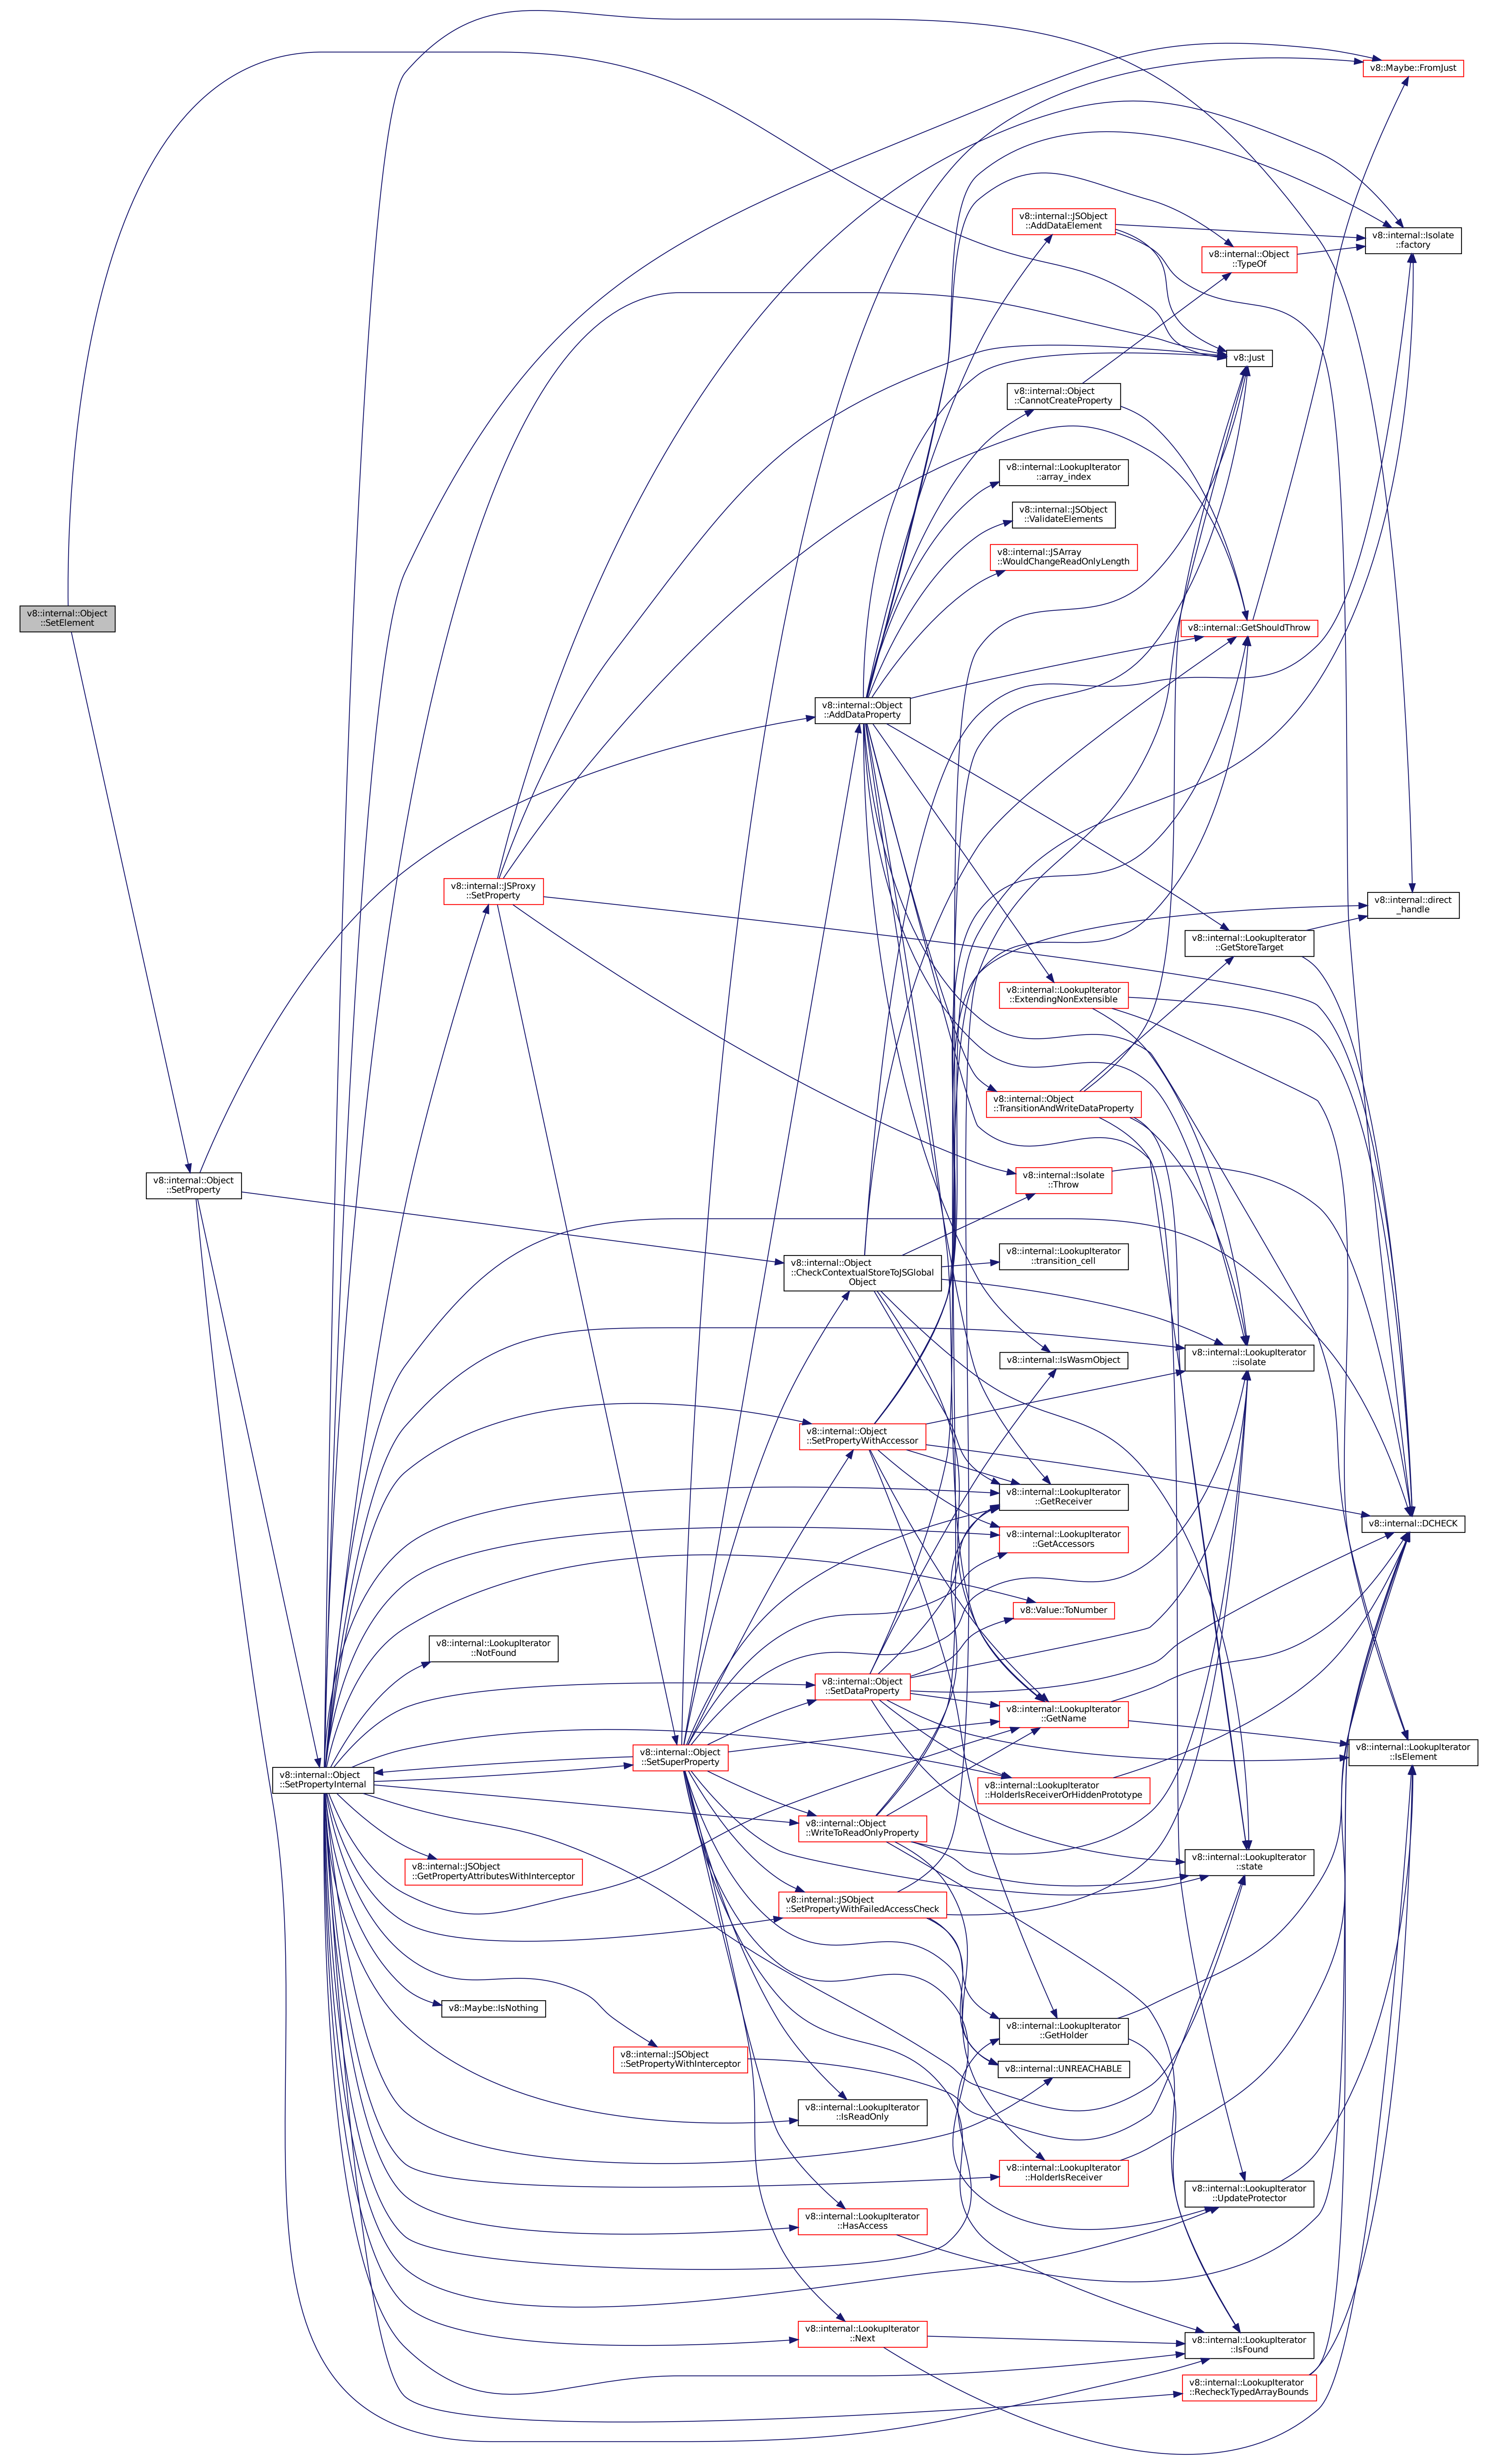 v8::Maybe::FromJust
v8::internal::JSObject
::AddDataElement
v8::internal::Isolate
::factory
v8::internal::Object
::TypeOf
v8::Just
v8::internal::Object
::CannotCreateProperty
v8::internal::LookupIterator
::array_index
v8::internal::JSObject
::ValidateElements
v8::internal::JSArray
::WouldChangeReadOnlyLength
v8::internal::Object
::SetElement
v8::internal::GetShouldThrow
v8::internal::Object
::AddDataProperty
v8::internal::JSProxy
::SetProperty
v8::internal::direct
_handle
v8::internal::LookupIterator
::GetStoreTarget
v8::internal::LookupIterator
::ExtendingNonExtensible
v8::internal::Object
::TransitionAndWriteDataProperty
v8::internal::Object
::SetProperty
v8::internal::Isolate
::Throw
v8::internal::LookupIterator
::transition_cell
v8::internal::Object
::CheckContextualStoreToJSGlobal
Object
v8::internal::IsWasmObject
v8::internal::LookupIterator
::isolate
v8::internal::Object
::SetPropertyWithAccessor
v8::internal::LookupIterator
::GetReceiver
v8::internal::DCHECK
v8::internal::LookupIterator
::GetAccessors
v8::Value::ToNumber
v8::internal::LookupIterator
::NotFound
v8::internal::Object
::SetDataProperty
v8::internal::LookupIterator
::GetName
v8::internal::Object
::SetSuperProperty
v8::internal::LookupIterator
::IsElement
v8::internal::Object
::SetPropertyInternal
v8::internal::LookupIterator
::HolderIsReceiverOrHiddenPrototype
v8::internal::Object
::WriteToReadOnlyProperty
v8::internal::LookupIterator
::state
v8::internal::JSObject
::GetPropertyAttributesWithInterceptor
v8::internal::JSObject
::SetPropertyWithFailedAccessCheck
v8::Maybe::IsNothing
v8::internal::LookupIterator
::GetHolder
v8::internal::JSObject
::SetPropertyWithInterceptor
v8::internal::UNREACHABLE
v8::internal::LookupIterator
::IsReadOnly
v8::internal::LookupIterator
::HolderIsReceiver
v8::internal::LookupIterator
::UpdateProtector
v8::internal::LookupIterator
::HasAccess
v8::internal::LookupIterator
::Next
v8::internal::LookupIterator
::IsFound
v8::internal::LookupIterator
::RecheckTypedArrayBounds